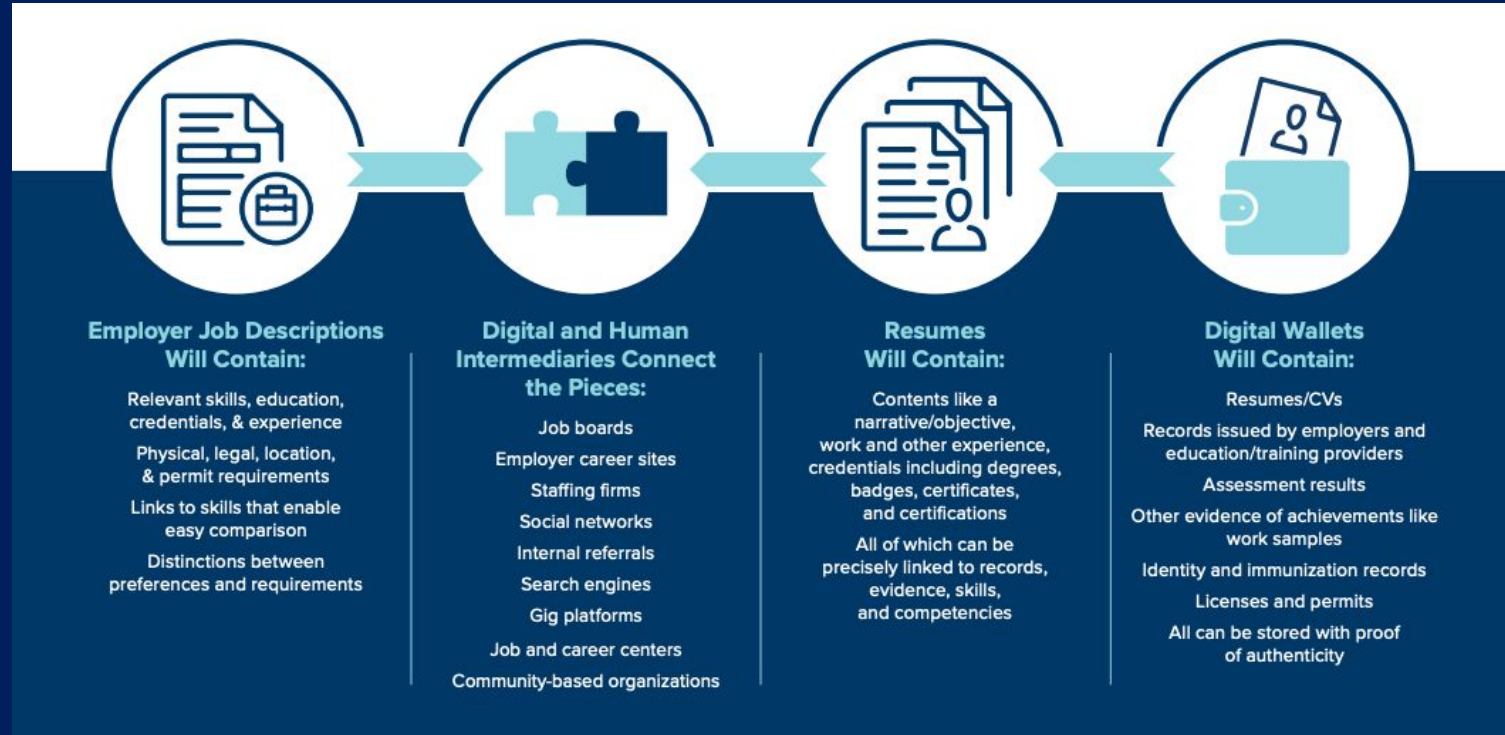 Employer Job Descriptions
Will Contain:
Relevant skills, education,
credentials, & experience
Physical, legal, location,
& permit requirements
Links to skills that enable
easy comparison
Distinctions between
preferences and requirements
Digital and Human
Intermediaries Connect
the Pieces:
Job boards
Employer career sites
Staffing firms
Social networks
Internal referrals
Search engines
Gig platforms
Job and career centers
Community-based organizations
Resumes
Will Contain:
Contents like a
narrative/objective,
work and other experience,
credentials including degrees,
badges, certificates,
and certifications
All of which can be
precisely linked to records,
evidence, skills,
and competencies
Digital Wallets
Will Contain:
Resumes/CVs
Records issued by employers and
education/training providers
Assessment results
Other evidence of achievements like
work samples
Identity and immunization records
Licenses and permits
All can be stored with proof
of authenticity